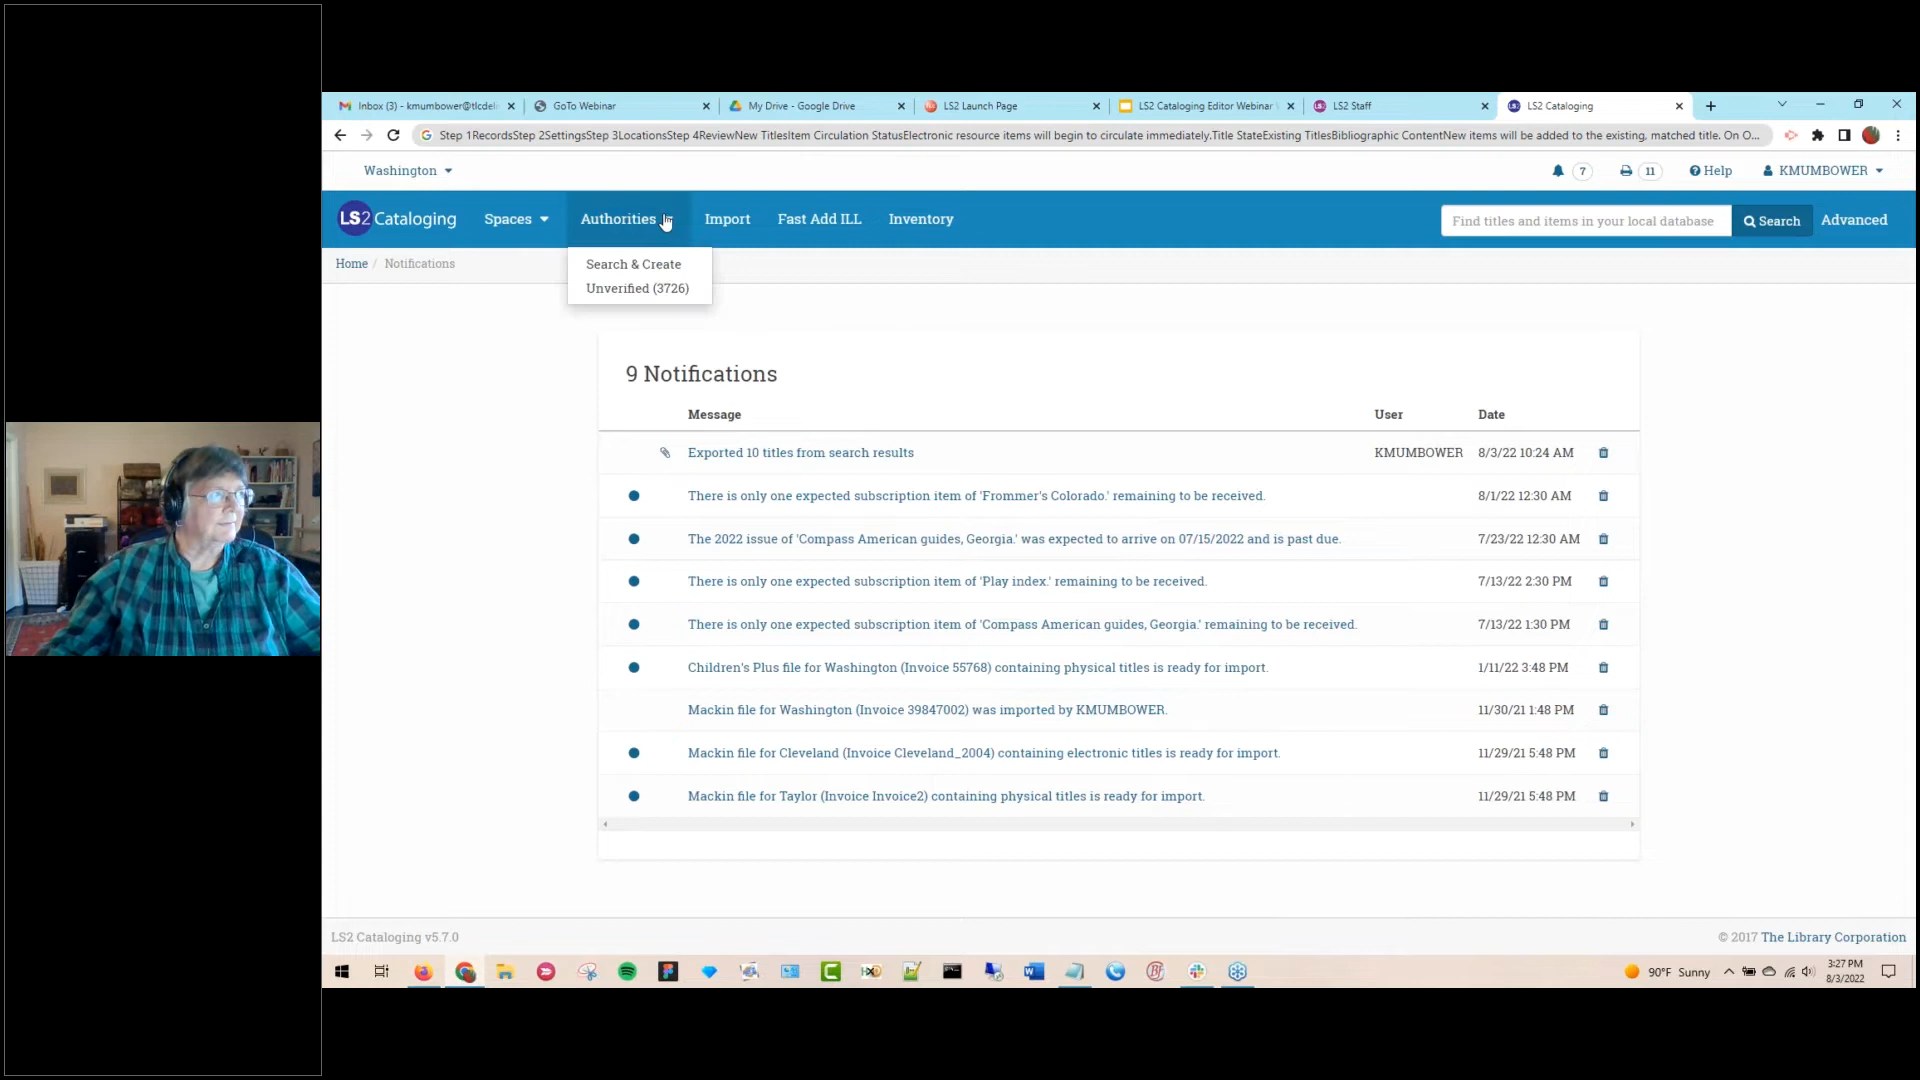 Inbox (3) - kmumbower@tlcdel
GoTo Webinar
My Drive - Google Drive
LS2 Launch Page
LS2 Cataloging Editor Webinar
LS2 Staff
LS2 Cataloging
Step 1RecordsStep 2SettingsStep 3LocationsStep 4ReviewNew TitlesItem Circulation StatusElectronic resource items will begin to circulate immediately.Title StateExisting TitlesBibliographic ContentNew items will be added to the existing, matched title. On O...
Washington
7
11
Help
KMUMBOWER
LS2 Cataloging
Spaces
Authorities
Import
Fast Add ILL
Inventory
Find titles and items in your local database
Search
Advanced
Home / Notifications
Search & Create
Unverified (3726)
9 Notifications
Message User Date
Exported 10 titles from search results KMUMBOWER 8/3/22 10:24 AM
There is only one expected subscription item of 'Frommer's Colorado.' remaining to be received. 8/1/22 12:30 AM
The 2022 issue of 'Compass American guides, Georgia.' was expected to arrive on 07/15/2022 and is past due. 7/23/22 12:30 AM
There is only one expected subscription item of 'Play index.' remaining to be received. 7/13/22 2:30 PM
There is only one expected subscription item of 'Compass American guides, Georgia.' remaining to be received. 7/13/22 1:30 PM
Children's Plus file for Washington (Invoice 55768) containing physical titles is ready for import. 1/11/22 3:48 PM
Mackin file for Washington (Invoice 39847002) was imported by KMUMBOWER. 11/30/21 1:48 PM
Mackin file for Cleveland (Invoice Cleveland_2004) containing electronic titles is ready for import. 11/29/21 5:48 PM
Mackin file for Taylor (Invoice Invoice2) containing physical titles is ready for import. 11/29/21 5:48 PM
LS2 Cataloging v5.7.0
© 2017 The Library Corporation
90°F Sunny
3:27 PM
8/3/2022